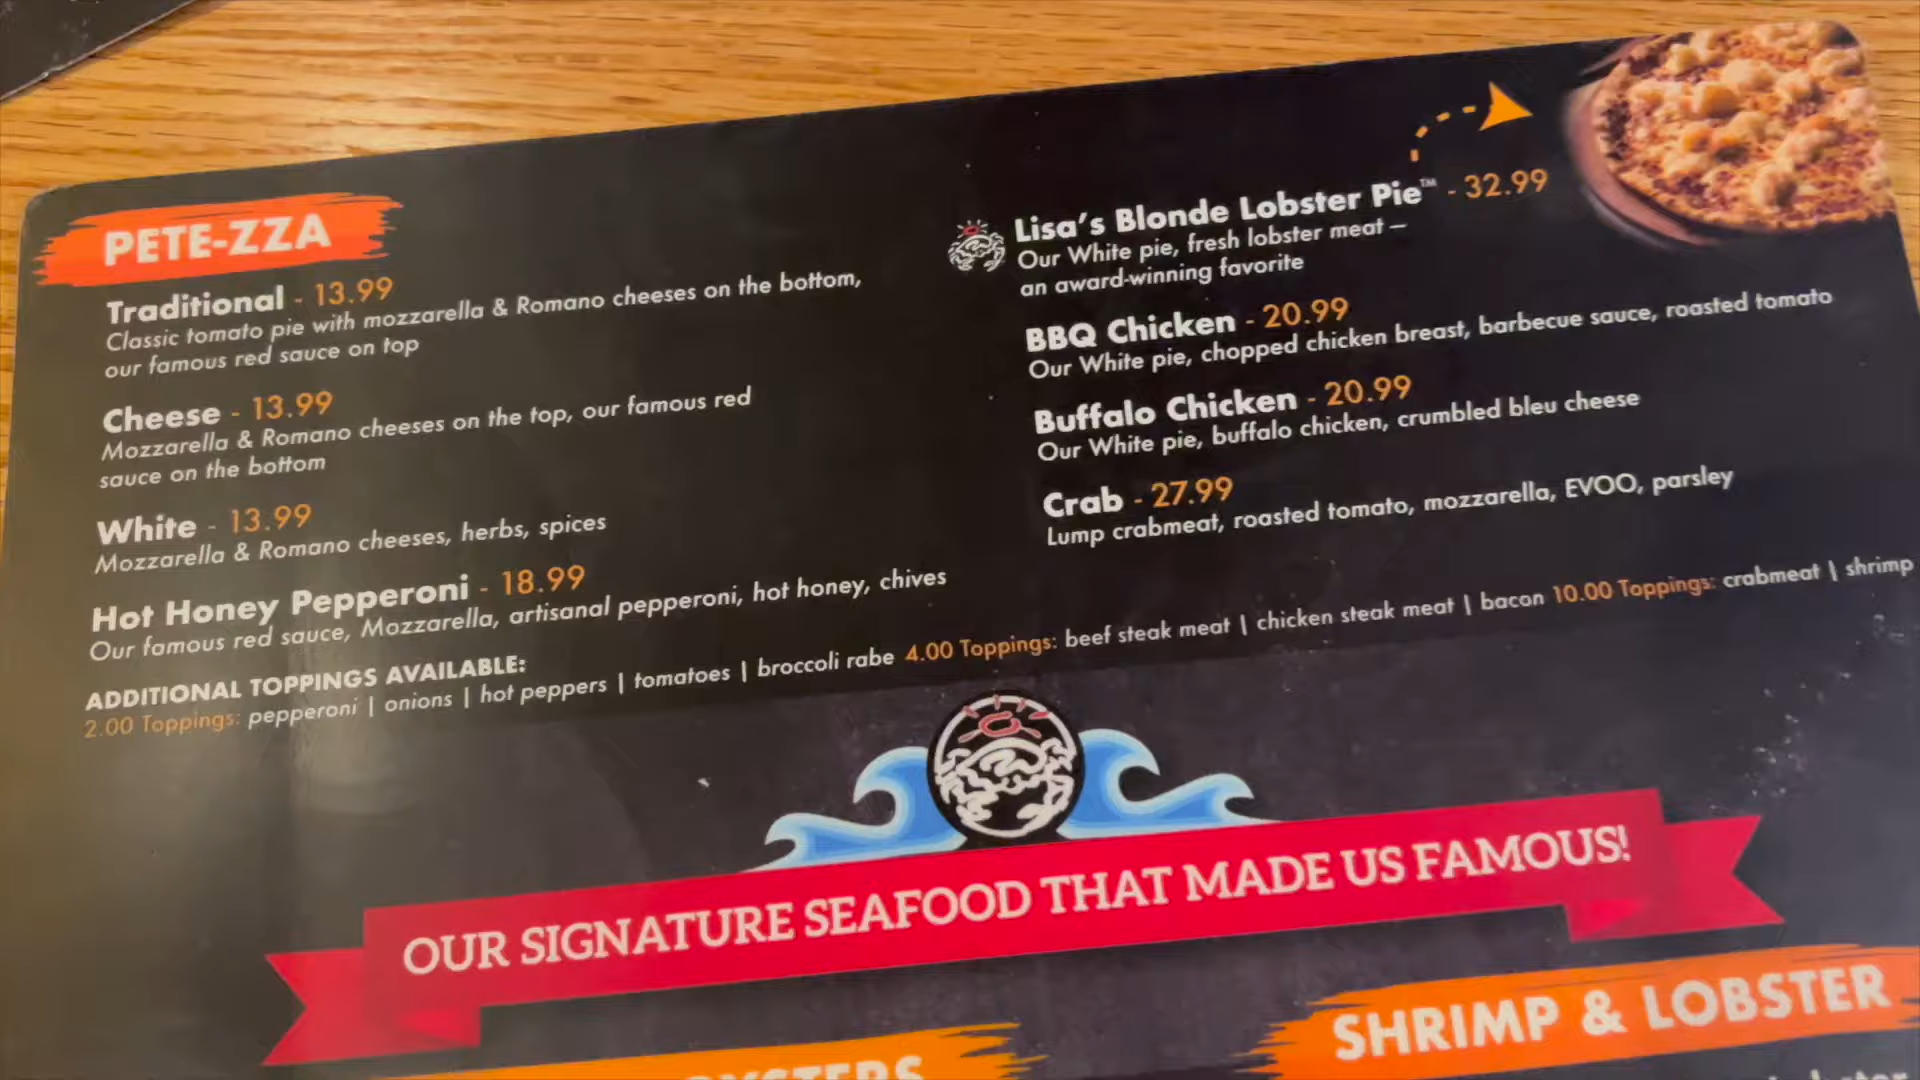 PETE-ZZA
Traditional - 13.99
Classic tomato pie with mozzarella & Romano cheeses on the bottom,
our famous red sauce on top
Cheese - 13.99
Mozzarella & Romano cheeses on the top, our famous red
sauce on the bottom
White - 13.99
Mozzarella & Romano cheeses, herbs, spices
Hot Honey Pepperoni - 18.99
Our famous red sauce, Mozzarella, artisanal pepperoni, hot honey, chives
Lisa's Blonde Lobster Pie™ - 32.99
Our White pie, fresh lobster meat –
an award-winning favorite
BBQ Chicken - 20.99
Our White pie, chopped chicken breast, barbecue sauce, roasted tomato
Buffalo Chicken - 20.99
Our White pie, buffalo chicken, crumbled bleu cheese
Crab - 27.99
Lump crabmeat, roasted tomato, mozzarella, EVOO, parsley
ADDITIONAL TOPPINGS AVAILABLE:
2.00 Toppings: pepperoni | onions | hot peppers | tomatoes | broccoli rabe 4.00 Toppings: beef steak meat | chicken steak meat | bacon 10.00 Toppings: crabmeat | shrimp
OUR SIGNATURE SEAFOOD THAT MADE US FAMOUS!
OYSTERS
SHRIMP & LOBSTER